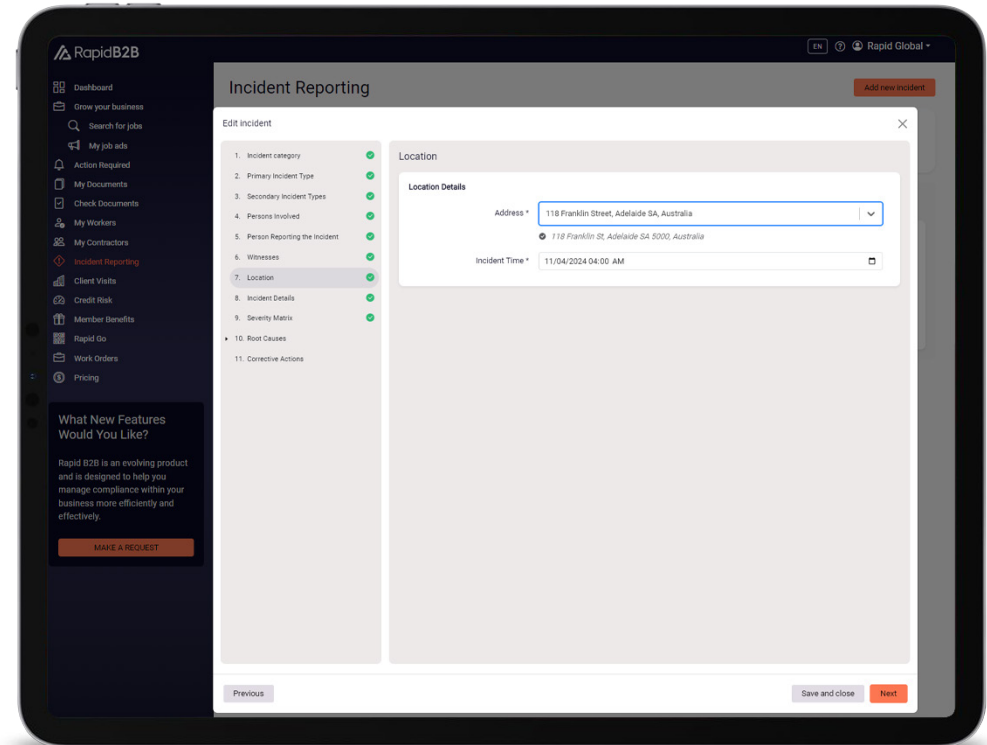 RapidB2B
EN
Rapid Global
Dashboard
Grow your business
Search for jobs
My job ads
Action Required
My Documents
Check Documents
My Workers
My Contractors
Incident Reporting
Client Visits
Credit Risk
Member Benefits
Rapid Go
Work Orders
Pricing
What New Features
Would You Like?
Rapid B2B is an evolving product
and is designed to help you
manage compliance within your
business more efficiently and
effectively.
MAKE A REQUEST
Incident Reporting
Add new incident
Edit incident
1. Incident category
2. Primary Incident Type
3. Secondary Incident Types
4. Persons Involved
5. Person Reporting the Incident
6. Witnesses
7. Location
8. Incident Details
9. Severity Matrix
10. Root Causes
11. Corrective Actions
Location
Location Details
Address * 118 Franklin Street, Adelaide SA, Australia
118 Franklin St, Adelaide SA 5000, Australia
Incident Time * 11/04/2024 04:00 AM
Previous
Save and close
Next